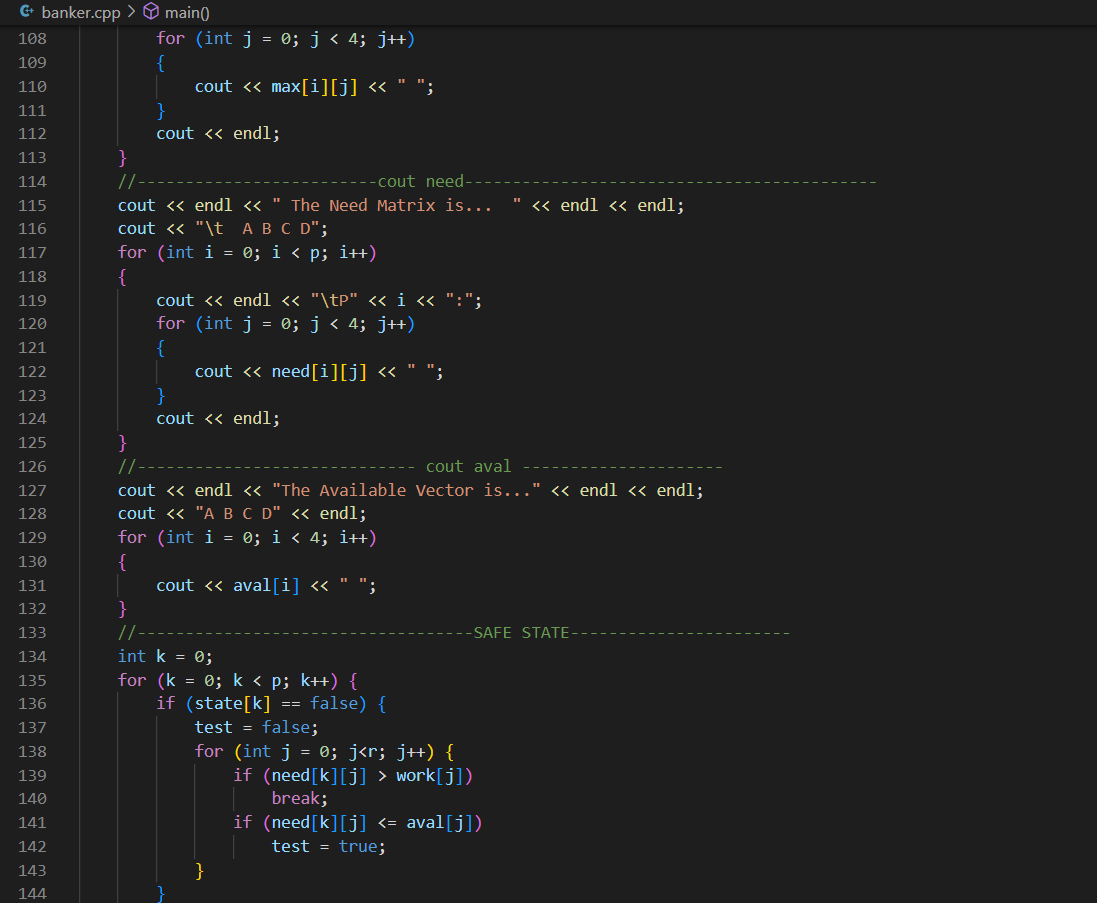 banker.cpp > main()
108 for (int j = 0; j < 4; j++)
109 {
110 cout << max[i][j] << " ";
111 }
112 cout << endl;
113 }
114 //-------------------------cout need-------------------------------------------
115 cout << endl << " The Need Matrix is...  " << endl << endl;
116 cout << "\t  A B C D";
117 for (int i = 0; i < p; i++)
118 {
119 cout << endl << "\tP" << i << ":";
120 for (int j = 0; j < 4; j++)
121 {
122 cout << need[i][j] << " ";
123 }
124 cout << endl;
125 }
126 //----------------------------- cout aval ---------------------
127 cout << endl << "The Available Vector is..." << endl << endl;
128 cout << "A B C D" << endl;
129 for (int i = 0; i < 4; i++)
130 {
131 cout << aval[i] << " ";
132 }
133 //-----------------------------------SAFE STATE-----------------------
134 int k = 0;
135 for (k = 0; k < p; k++) {
136 if (state[k] == false) {
137 test = false;
138 for (int j = 0; j<r; j++) {
139 if (need[k][j] > work[j])
140 break;
141 if (need[k][j] <= aval[j])
142 test = true;
143 }
144 }